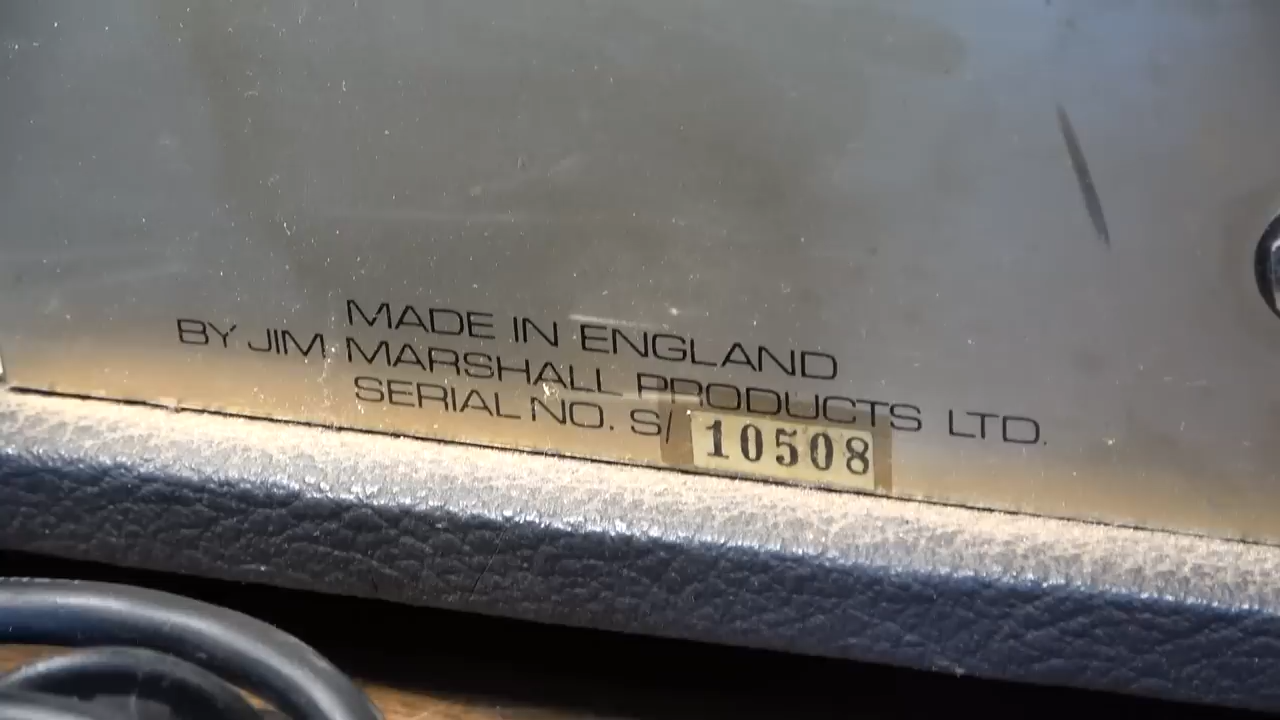 MADE IN ENGLAND
BY JIM MARSHALL PRODUCTS LTD.
SERIAL NO. S/ 10508